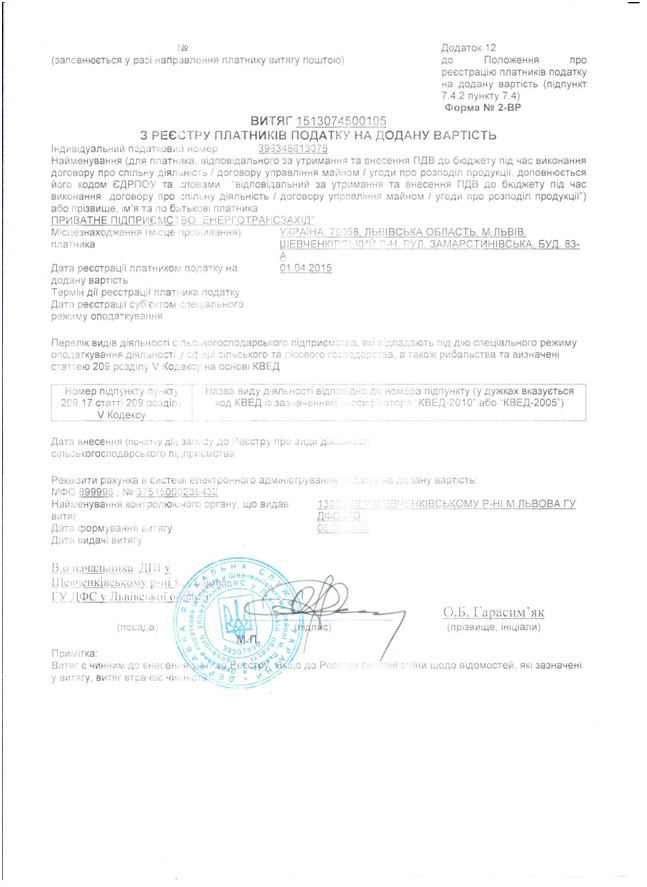 №
(заповнюється у разі направлення платнику витягу поштою)
Додаток 12
до Положення про
реєстрацію платників податку
на додану вартість (підпункт
7.4.2 пункту 7.4)
Форма № 2-ВР
ВИТЯГ 1513074500195
З РЕЄСТРУ ПЛАТНИКІВ ПОДАТКУ НА ДОДАНУ ВАРТІСТЬ
Індивідуальний податковий номер 396348613075
Найменування (для платника, відповідального за утримання та внесення ПДВ до бюджету під час виконання
договору про спільну діяльність / договору управління майном / угоди про розподіл продукції, доповнюється
його кодом ЄДРПОУ та словами "відповідальний за утримання та внесення ПДВ до бюджету під час
виконання договору про спільну діяльність / договору управління майном / угоди про розподіл продукції")
або прізвище, ім'я та по батькові платника
ПРИВАТНЕ ПІДПРИЄМСТВО "ЕНЕРГОТРАНСЗАХІД"
Місцезнаходження (місце проживання) УКРАЇНА, 79058, ЛЬВІВСЬКА ОБЛАСТЬ, М.ЛЬВІВ,
платника ШЕВЧЕНКІВСЬКИЙ Р-Н, ВУЛ. ЗАМАРСТИНІВСЬКА, БУД. 83-
А
Дата реєстрації платником податку на 01.04.2015
додану вартість
Термін дії реєстрації платника податку
Дата реєстрації суб'єктом спеціального
режиму оподаткування
Перелік видів діяльності сільськогосподарського підприємства, які підпадають під дію спеціального режиму
оподаткування діяльності у сфері сільського та лісового господарства, а також рибальства та визначені
статтею 209 розділу V Кодексу на основі КВЕД
Номер підпункту пункту
209.17 статті 209 розділу
V Кодексу
Назва виду діяльності відповідно до номера підпункту (у дужках вказується
код КВЕД із зазначенням класифікатора "КВЕД-2010" або "КВЕД-2005")
Дата внесення (початку дії) запису до Реєстру про види діяльності
сільськогосподарського підприємства
Реквізити рахунка в системі електронного адміністрування податку на додану вартість:
МФО 899998 , № 37515000239432
Найменування контролюючого органу, що видав ШЕВЧЕНКІВСЬКОМУ Р-НІ М.ЛЬВОВА ГУ
витяг ДФС
Дата формування витягу
Дата видачі витягу
В.о начальника ДПІ у
Шевченківському р-ні м.
ГУ ДФС у Львівській
(посада) М.П. (підпис)
О.Б. Гарасим’як
(прізвище, ініціали)
Примітка:
Витяг є чинним до внесення змін до Реєстру. Якщо до Реєстру внесені зміни щодо відомостей, які зазначені
у витягу, витяг втрачає чинність.